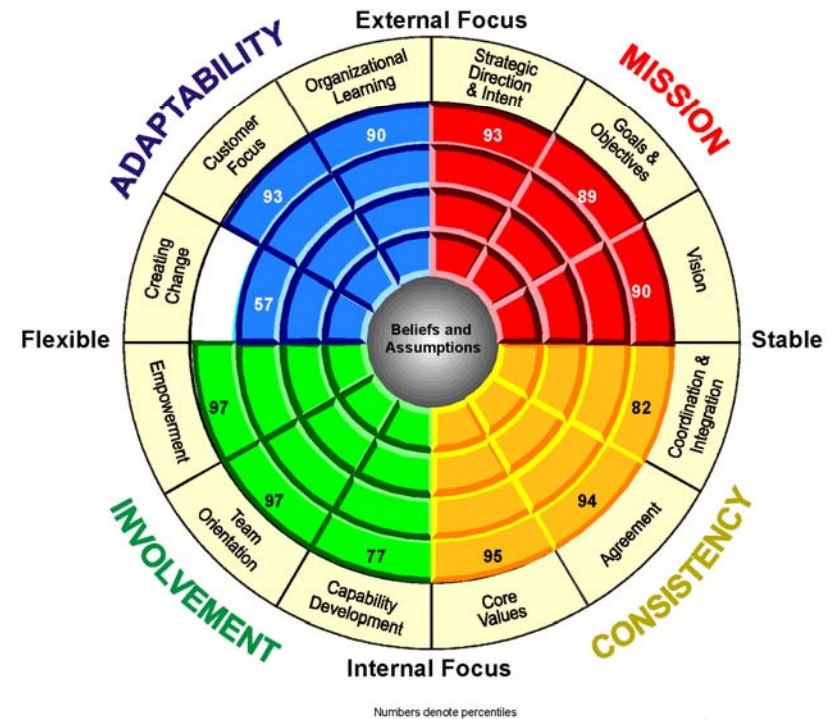 External Focus
ADAPTABILITY
MISSION
Organizational
Learning
Strategic
Direction
& Intent
Customer
Focus
Goals &
Objectives
90
93
93
89
Creating
Change
Vision
57
90
Flexible
Beliefs and
Assumptions
Stable
Empowerment
Coordination &
Integration
97
82
97
94
77
95
Team
Orientation
Agreement
Capability
Development
Core
Values
INVOLVEMENT
CONSISTENCY
Internal Focus
Numbers denote percentiles